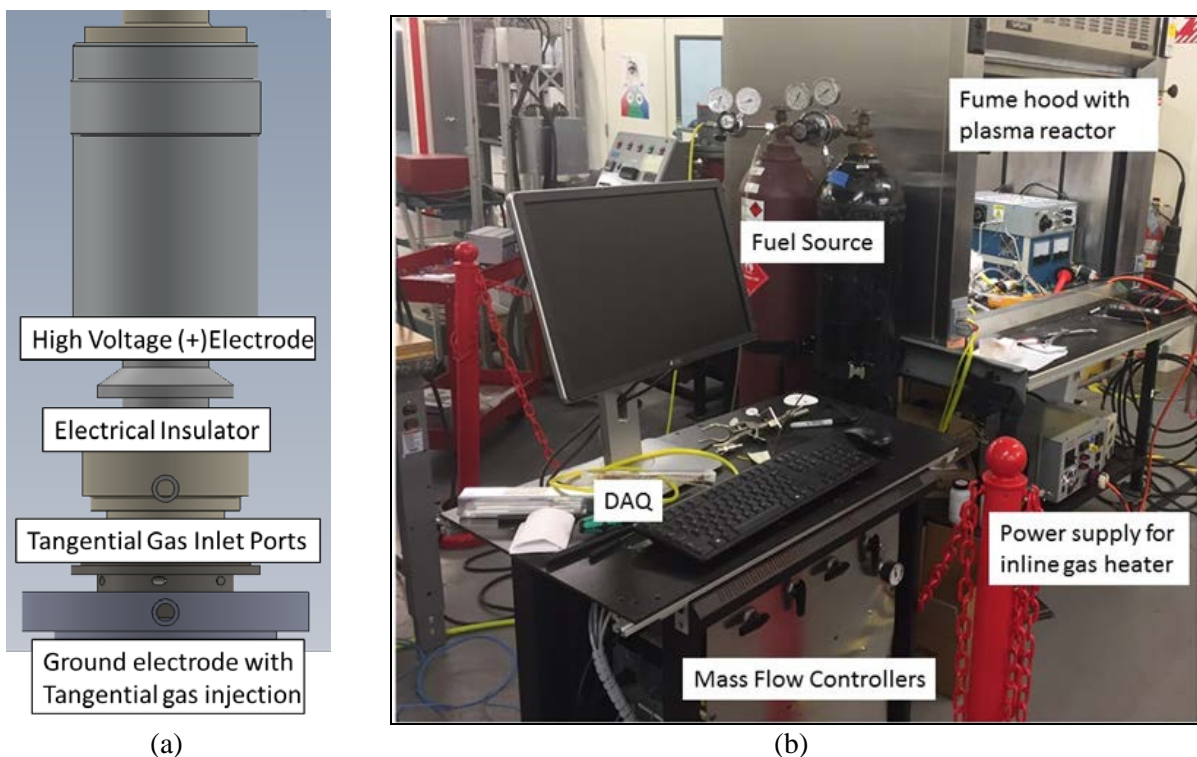 High Voltage (+)Electrode
Electrical Insulator
Tangential Gas Inlet Ports
Ground electrode with
Tangential gas injection
(a)
Fume hood with
plasma reactor
Fuel Source
DAQ
Power supply for
inline gas heater
Mass Flow Controllers
(b)